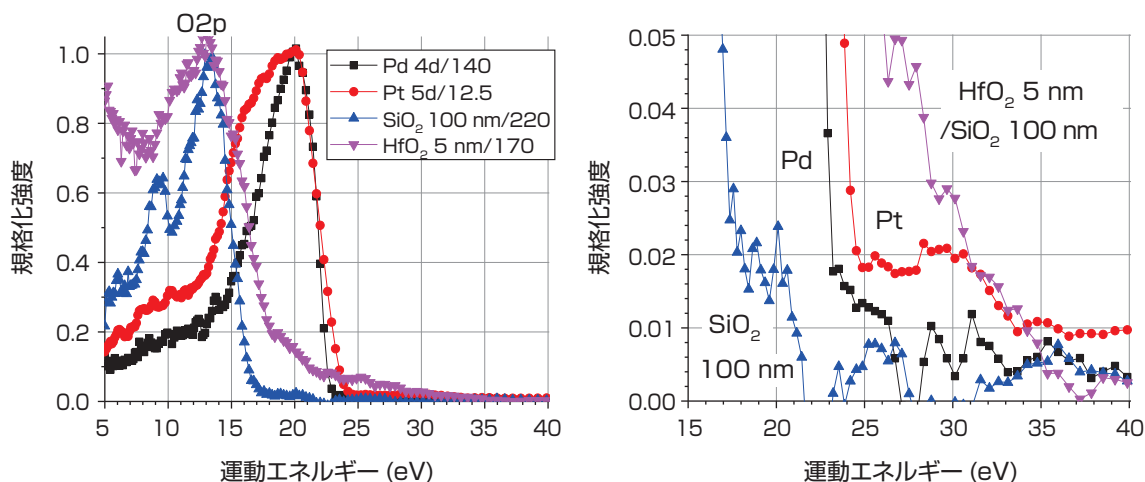 O2p
1.0
0.8
0.6
0.4
0.2
0.0
規格化強度
Pd 4d/140
Pt 5d/12.5
SiO₂ 100 nm/220
HfO₂ 5 nm/170
5 10 15 20 25 30 35 40
運動エネルギー (eV)
0.05
0.04
0.03
0.02
0.01
0.00
規格化強度
HfO₂ 5 nm
/SiO₂ 100 nm
Pd
Pt
SiO₂
100 nm
15 20 25 30 35 40
運動エネルギー (eV)